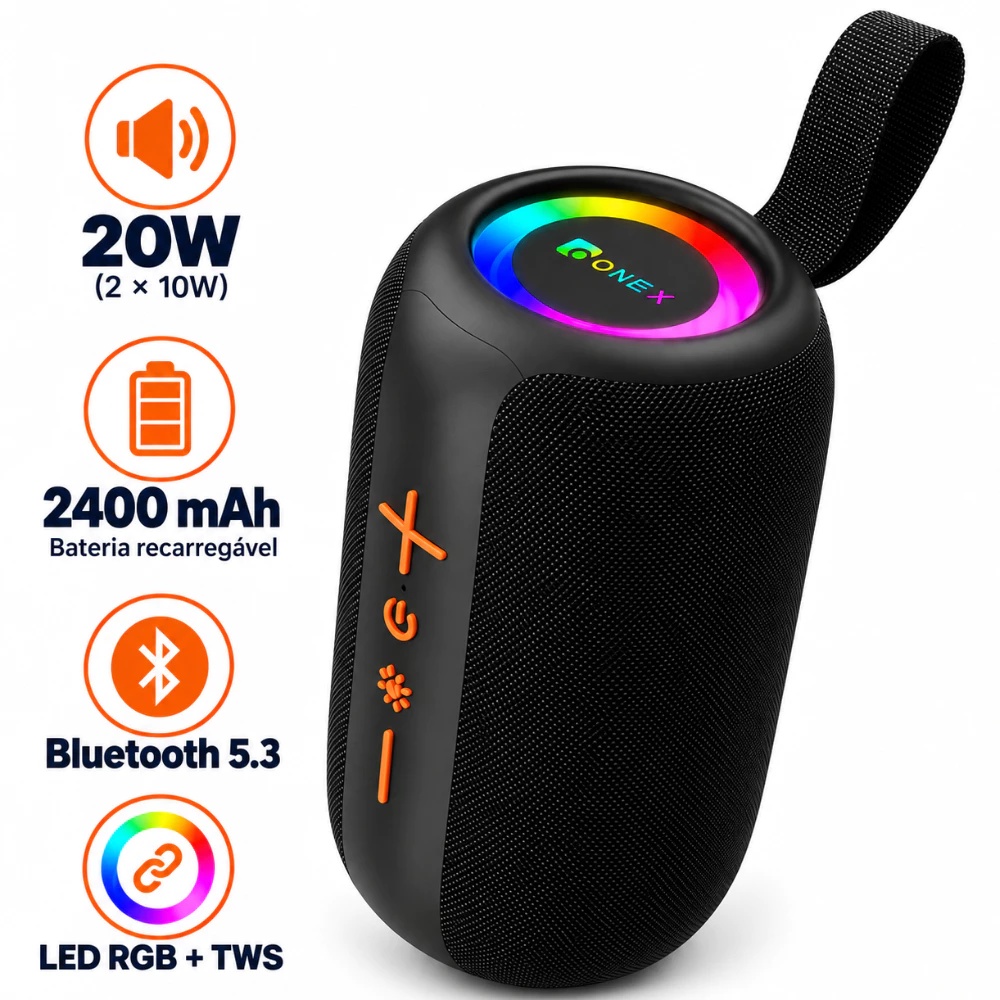 20W
(2 × 10W)
2400 mAh
Bateria recarregável
Bluetooth 5.3
LED RGB + TWS
ONEX